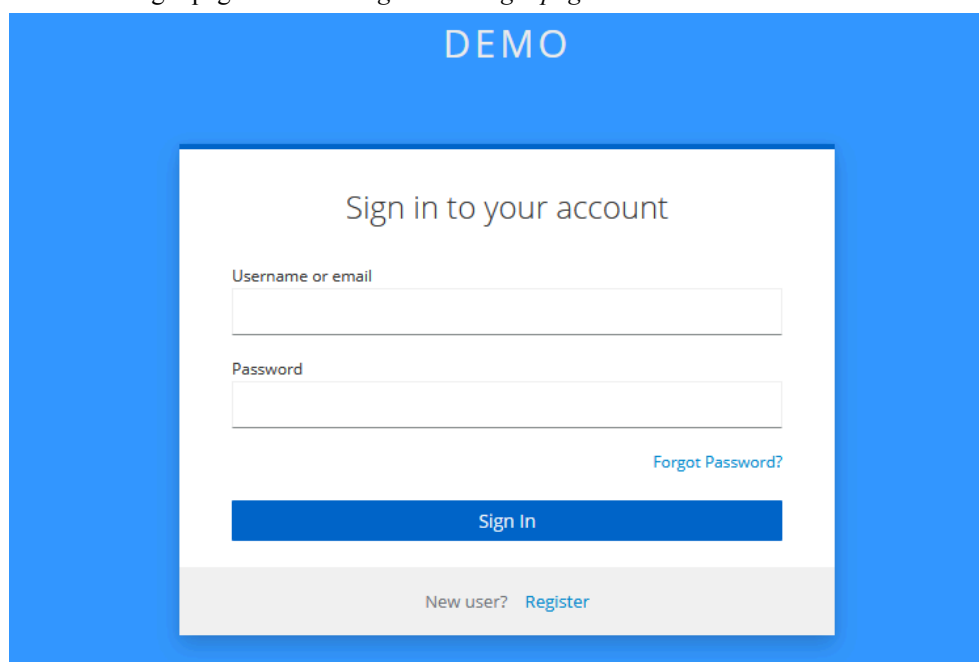 DEMO
Sign in to your account
Username or email
Password
Forgot Password?
Sign In
New user? Register